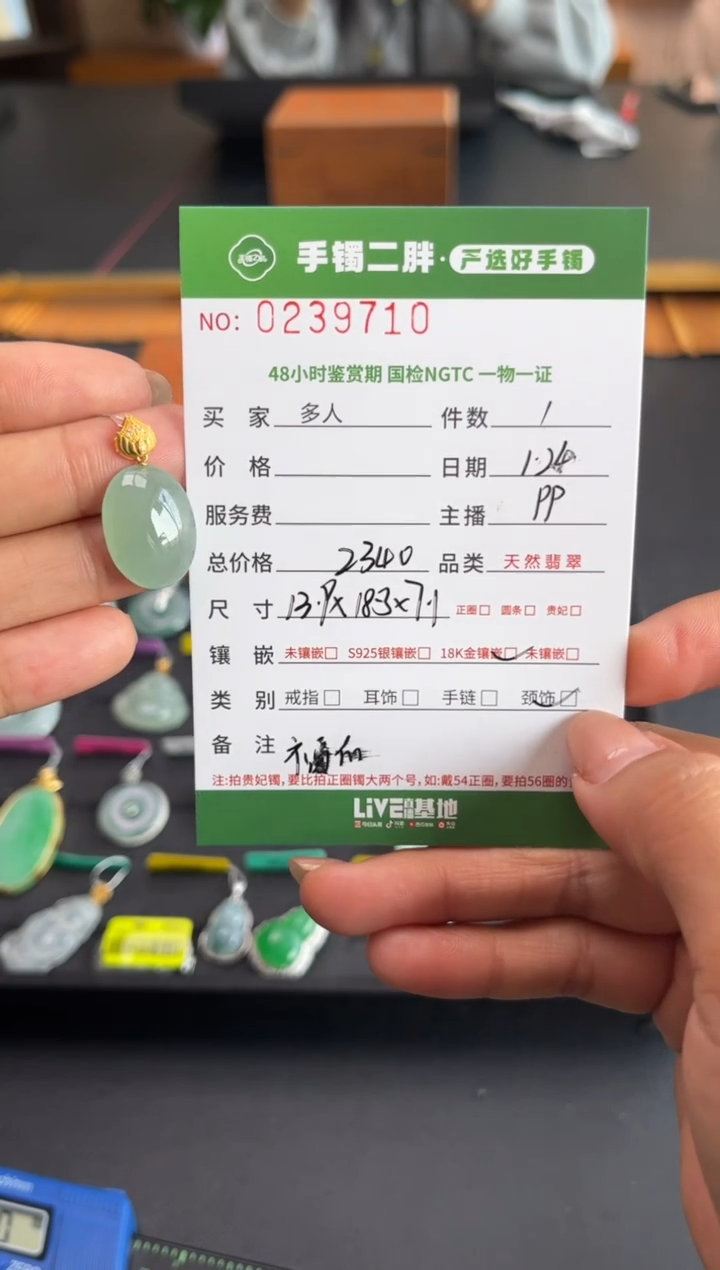 手镯二胖·严选好手镯
NO: 0239710
48小时鉴赏期 国检NGTC 一物一证
买家 多人 件数 1
价格 日期 1.24
服务费 主播 PP
总价格 2340 品类 天然翡翠
尺寸 13.9x183x7.1 正圈□ 圆条□ 贵妃□
镶嵌 未镶嵌□ S925银镶嵌□ 18K金镶嵌□ 未镶嵌□
类别 戒指□ 耳饰□ 手链□ 颈饰☑
备注
注:拍贵妃镯,要比拍正圈镯大两个号,如:戴54正圈,要拍56圈的
LiVE 基地